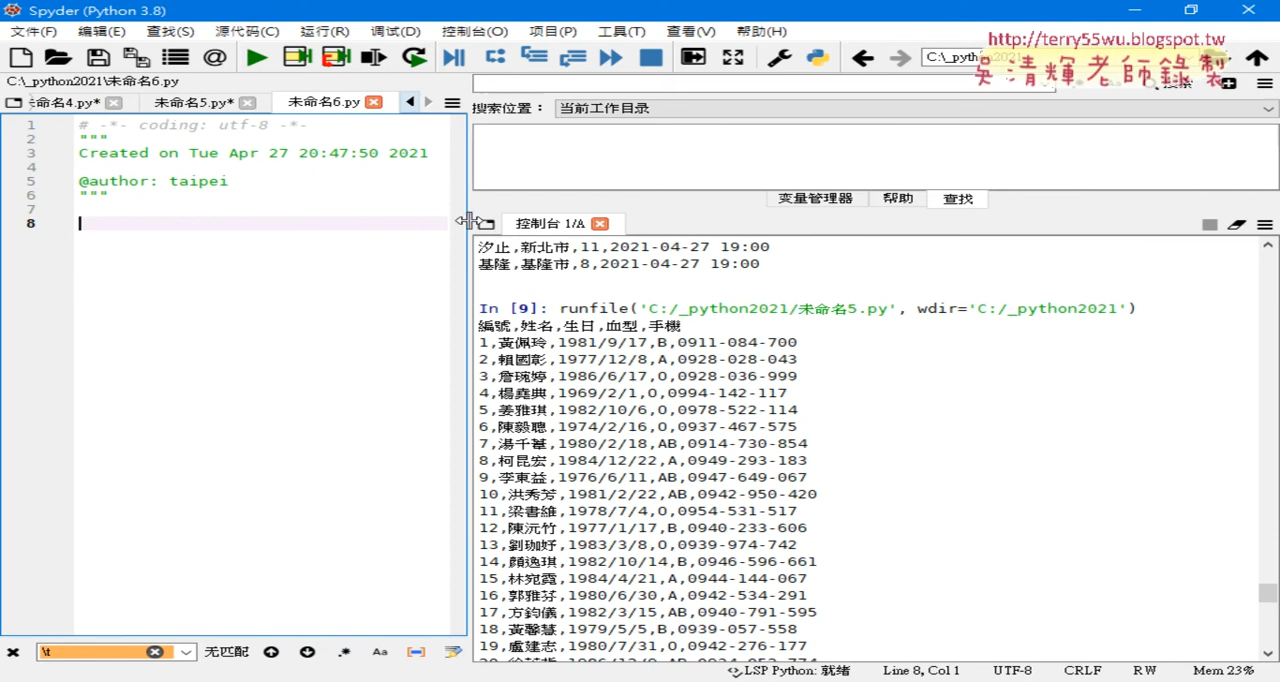 Spyder (Python 3.8)
文件(F) 编辑(E) 查找(S) 源代码(C) 运行(R) 调试(D) 控制台(O) 项目(P) 工具(T) 查看(V) 帮助(H)
http://terry55wu.blogspot.tw
吳清輝老師錄製
C:\_pyth
C:\_python2021\未命名6.py
未命名4.py* 未命名5.py* 未命名6.py
搜索位置： 当前工作目录
1 # -*- coding: utf-8 -*-
2 """
3 Created on Tue Apr 27 20:47:50 2021
4
5 @author: taipei
6 """
7
8
变量管理器 帮助 查找
控制台 1/A
汐止,新北市,11,2021-04-27 19:00
基隆,基隆市,8,2021-04-27 19:00
In [9]: runfile('C:/_python2021/未命名5.py', wdir='C:/_python2021')
編號,姓名,生日,血型,手機
1,黃佩玲,1981/9/17,B,0911-084-700
2,賴國彰,1977/12/8,A,0928-028-043
3,詹琬婷,1986/6/17,O,0928-036-999
4,楊堯典,1969/2/1,O,0994-142-117
5,姜雅琪,1982/10/6,O,0978-522-114
6,陳毅聰,1974/2/16,O,0937-467-575
7,湯千葦,1980/2/18,AB,0914-730-854
8,柯昆宏,1984/12/22,A,0949-293-183
9,李東益,1976/6/11,AB,0947-649-067
10,洪秀芳,1981/2/22,AB,0942-950-420
11,梁書維,1978/7/4,O,0954-531-517
12,陳沅竹,1977/1/17,B,0940-233-606
13,劉珈妤,1983/3/8,O,0939-974-742
14,顏逸琪,1982/10/14,B,0946-596-661
15,林宛霞,1984/4/21,A,0944-144-067
16,郭雅芬,1980/6/30,A,0942-534-291
17,方鈞儀,1982/3/15,AB,0940-791-595
18,黃馨慧,1979/5/5,B,0939-057-558
19,盧建志,1980/7/31,O,0942-276-177
\t 无匹配 .* Aa
LSP Python: 就绪 Line 8, Col 1 UTF-8 CRLF RW Mem 23%